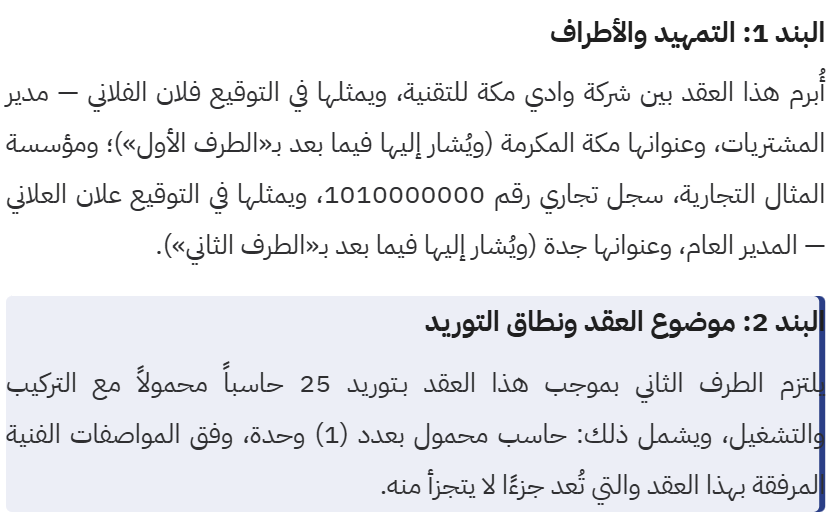 البند 1: التمهيد والأطراف
أُبرم هذا العقد بين شركة وادي مكة للتقنية، ويمثلها في التوقيع فلان الفلاني — مدير
المشتريات، وعنوانها مكة المكرمة (ويُشار إليها فيما بعد بـ«الطرف الأول»)؛ ومؤسسة
المثال التجارية، سجل تجاري رقم 1010000000، ويمثلها في التوقيع علان العلاني
— المدير العام، وعنوانها جدة (ويُشار إليها فيما بعد بـ«الطرف الثاني»).
البند 2: موضوع العقد ونطاق التوريد
يلتزم الطرف الثاني بموجب هذا العقد بـتوريد 25 حاسباً محمولاً مع التركيب
والتشغيل، ويشمل ذلك: حاسب محمول بعدد (1) وحدة، وفق المواصفات الفنية
المرفقة بهذا العقد والتي تُعد جزءًا لا يتجزأ منه.